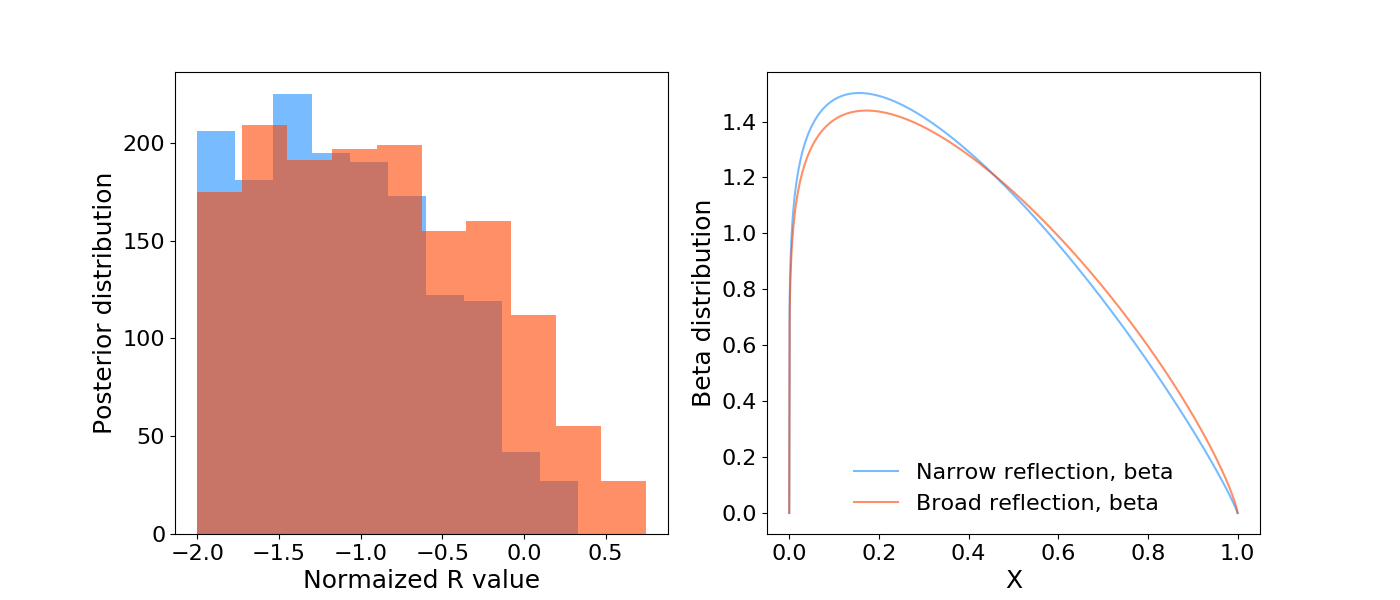 Posterior distribution
200
150
100
50
0
−2.0 −1.5 −1.0 −0.5 0.0 0.5
Normaized R value
Beta distribution
1.4
1.2
1.0
0.8
0.6
0.4
0.2
0.0
Narrow reflection, beta
Broad reflection, beta
0.0 0.2 0.4 0.6 0.8 1.0
X